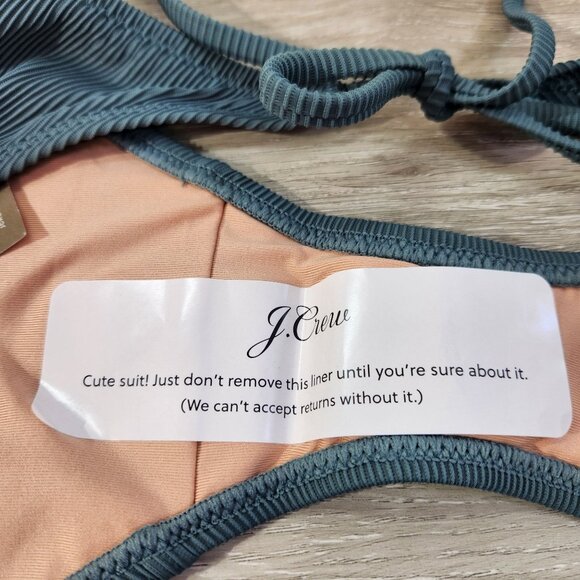 J.Crew
Cute suit! Just don't remove this liner until you're sure about it.
(We can't accept returns without it.)